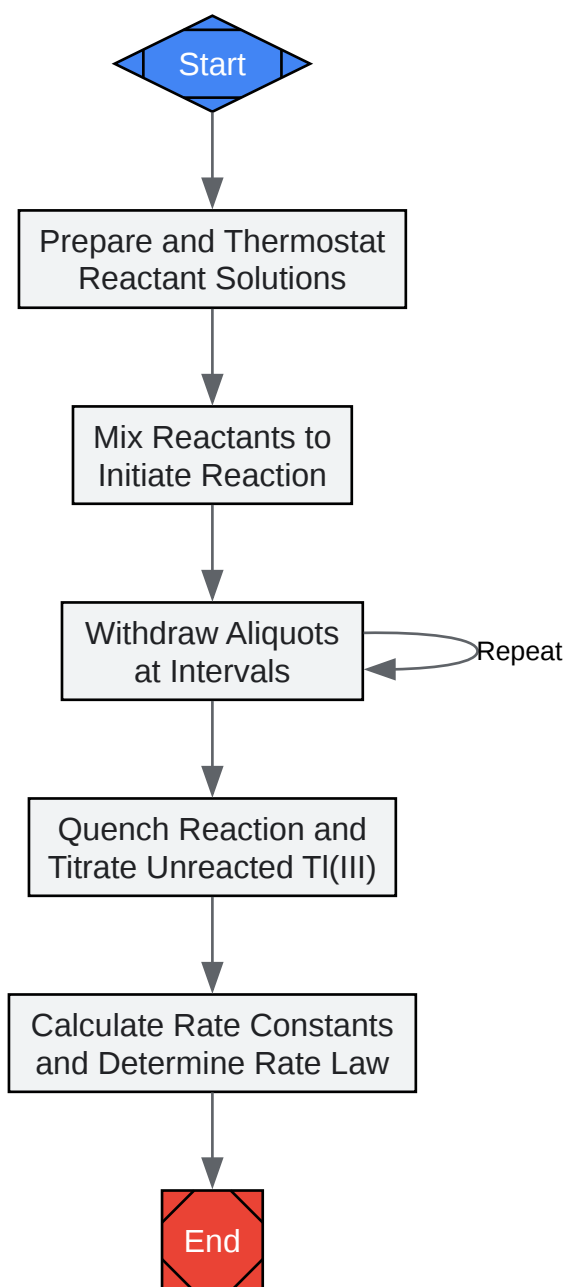 Start
Prepare and Thermostat
Reactant Solutions
Mix Reactants to
Initiate Reaction
Withdraw Aliquots
at Intervals
Repeat
Quench Reaction and
Titrate Unreacted Tl(III)
Calculate Rate Constants
and Determine Rate Law
End